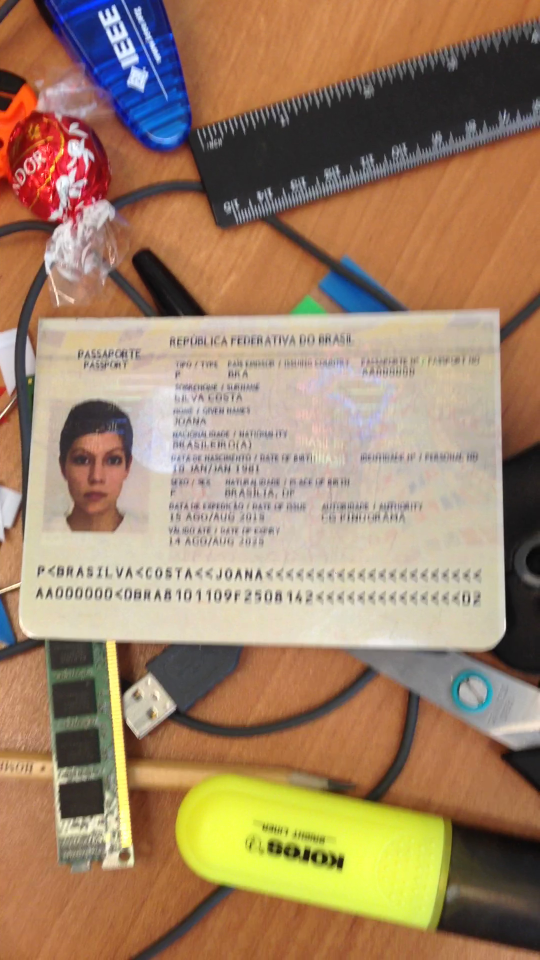 IEEE
DOR
REPÚBLICA FEDERATIVA DO BRASIL
PASSAPORTE
PASSPORT
TIPO / TYPE PAÍS EMISSOR / ISSUING COUNTRY PASSAPORTE Nº / PASSPORT NO
P BRA AA000000
SOBRENOME / SURNAME
SILVA COSTA
NOME / GIVEN NAMES
JOANA
NACIONALIDADE / NATIONALITY
BRASILEIRO(A)
DATA DE NASCIMENTO / DATE OF BIRTH IDENTIDADE Nº / PERSONAL NO
10 JAN/JAN 1981
SEXO / SEX NATURALIDADE / PLACE OF BIRTH
F BRASÍLIA, DF
DATA DE EXPEDIÇÃO / DATE OF ISSUE AUTORIDADE / AUTHORITY
15 AGO/AUG 2015
VÁLIDO ATÉ / DATE OF EXPIRY
14 AGO/AUG 2025
P<BRASILVA<COSTA<<JOANA<<<<<<<<<<<<<<<<<<<<<
AA000000<0BRA8101109F2508142<<<<<<<<<<<<<<02
Kores
BRIGHT LINER